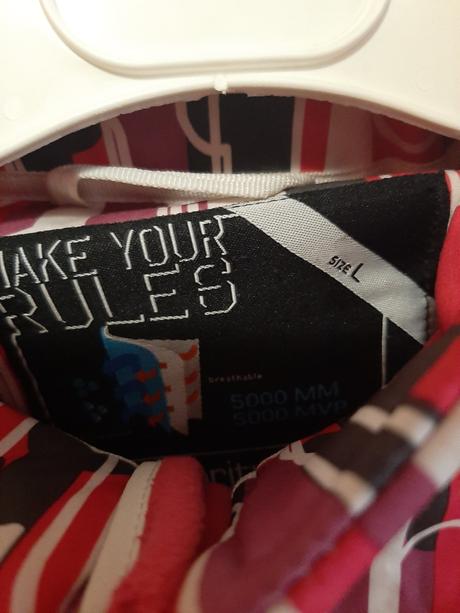 MAKE YOUR
RULES
SIZE L
breathable
5000 MM
5000 MVP